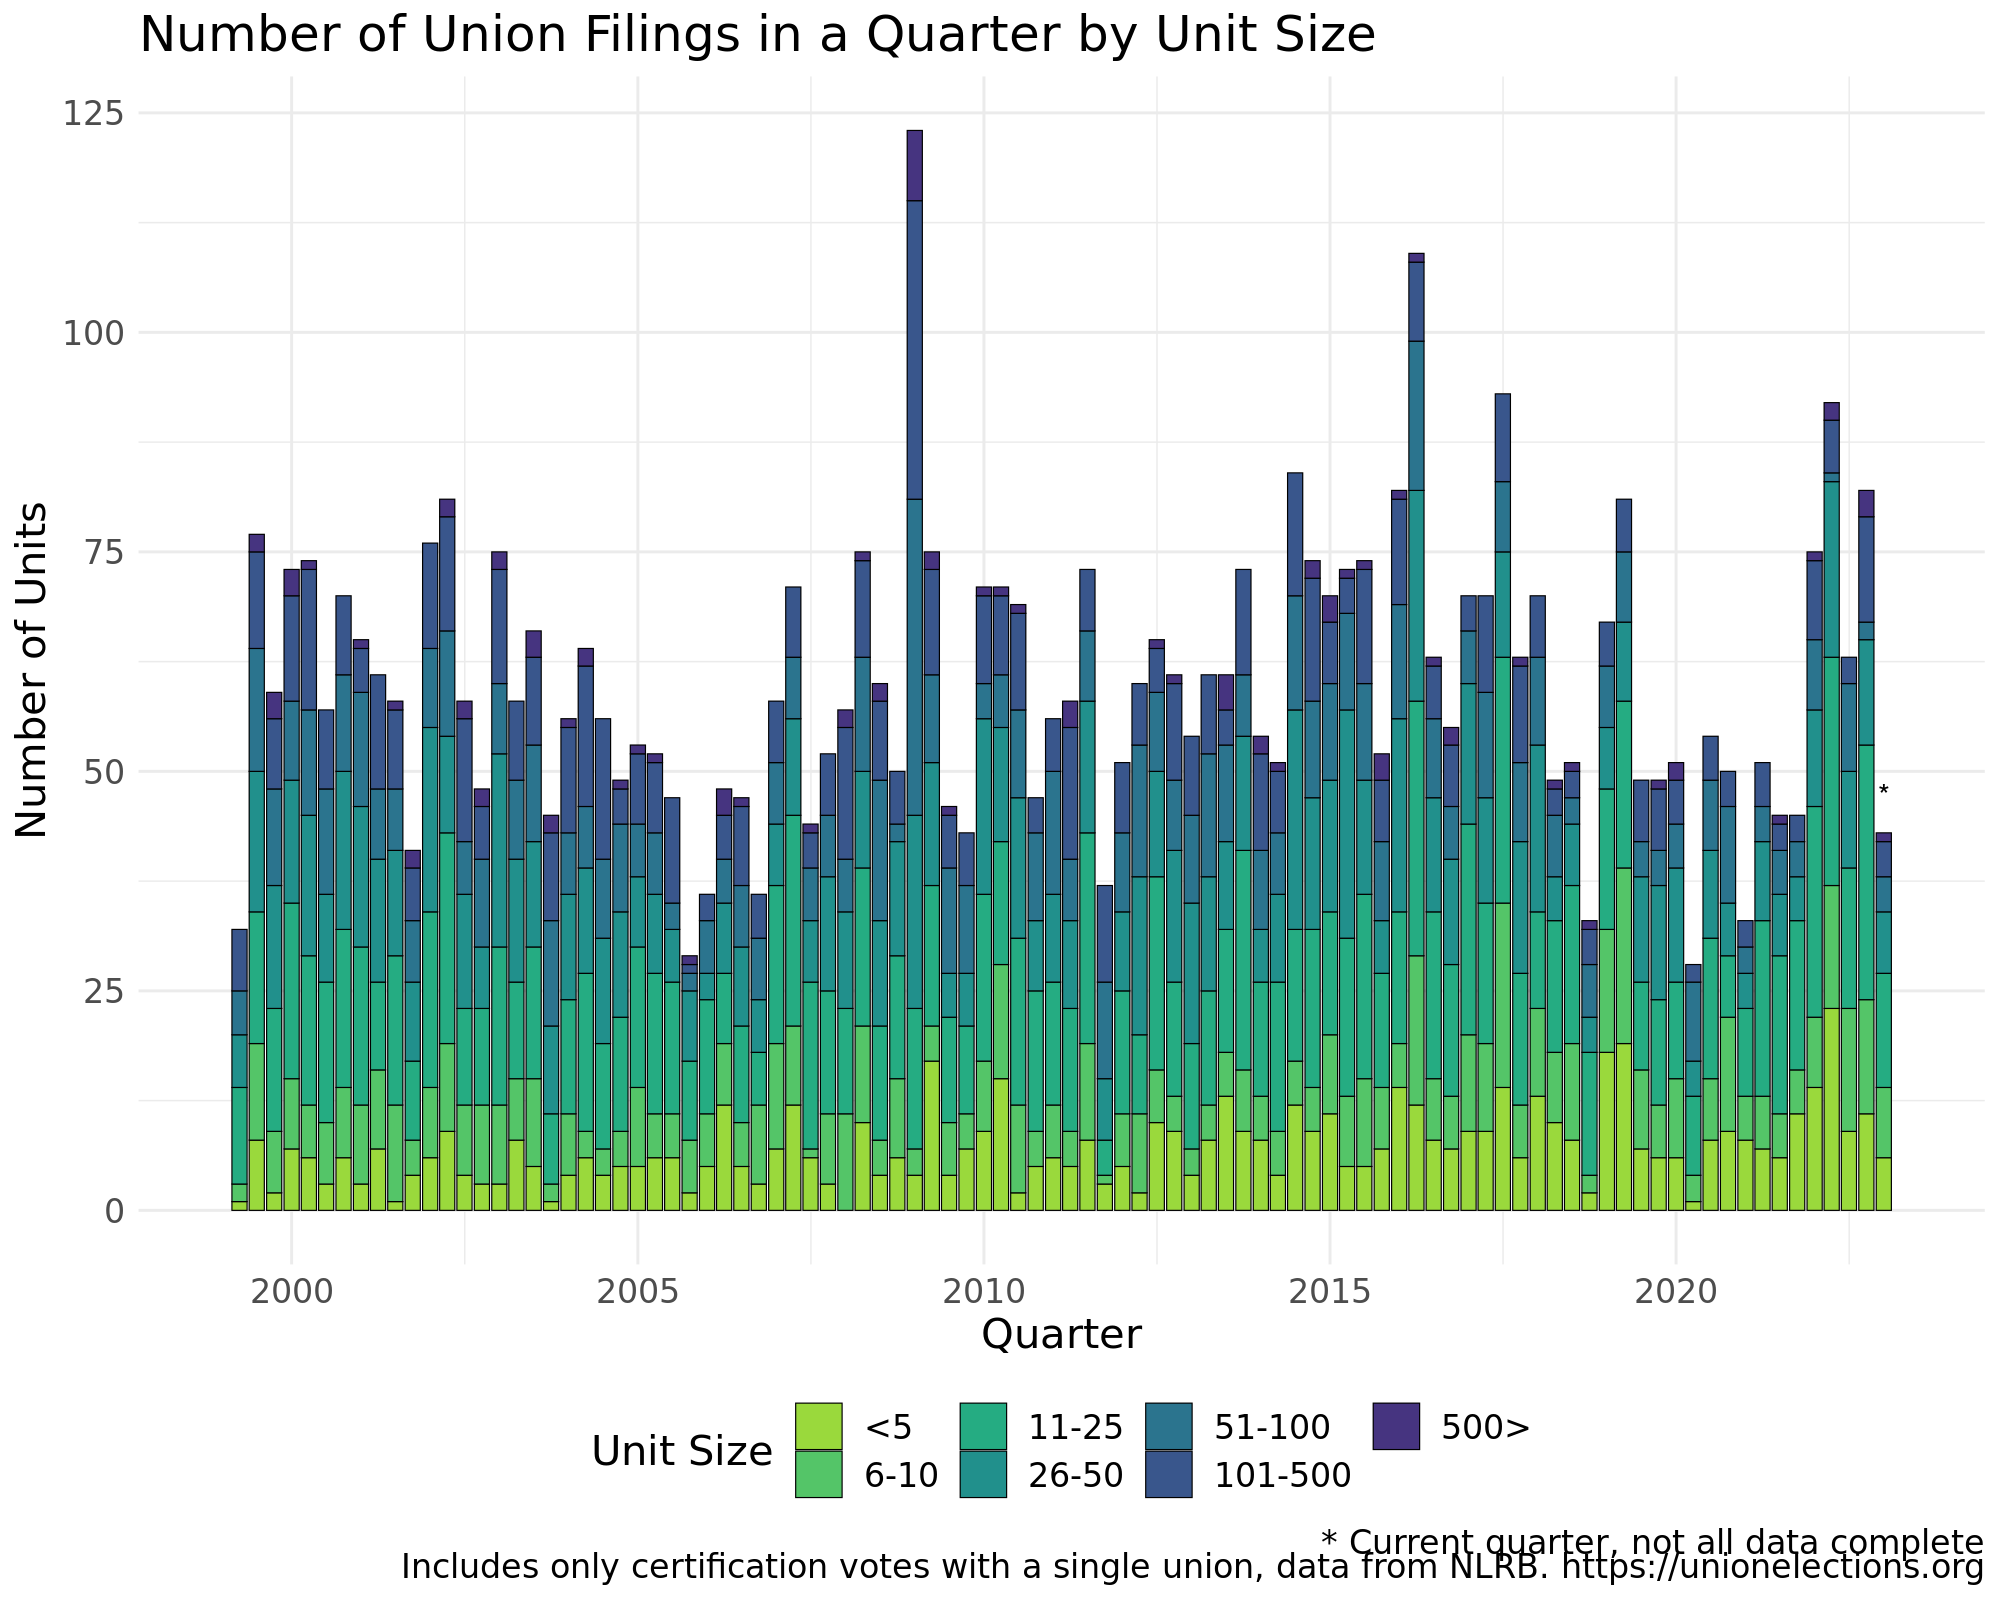 Number of Union Filings in a Quarter by Unit Size
Number of Units
125
100
75
50
25
0
*
2000 2005 2010 2015 2020
Quarter
Unit Size
<5 11-25 51-100 500>
6-10 26-50 101-500
* Current quarter, not all data complete
Includes only certification votes with a single union, data from NLRB. https://unionelections.org